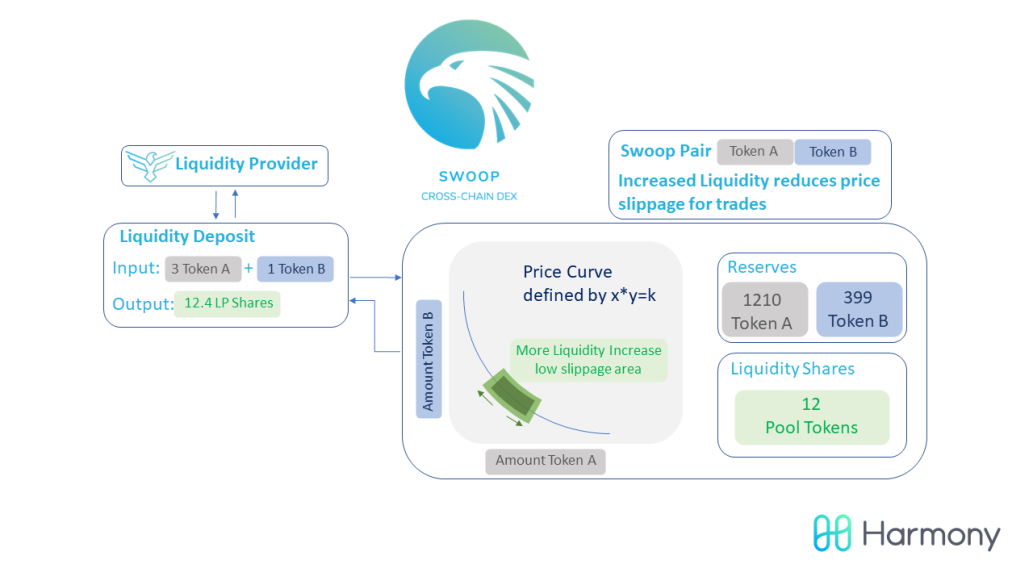 SWOOP
CROSS-CHAIN DEX
Liquidity Provider
Liquidity Deposit
Input: 3 Token A + 1 Token B
Output: 12.4 LP Shares
Swoop Pair Token A Token B
Increased Liquidity reduces price
slippage for trades
Price Curve
defined by x*y=k
More Liquidity Increase
low slippage area
Amount Token B
Amount Token A
Reserves
1210
Token A
399
Token B
Liquidity Shares
12
Pool Tokens
Harmony